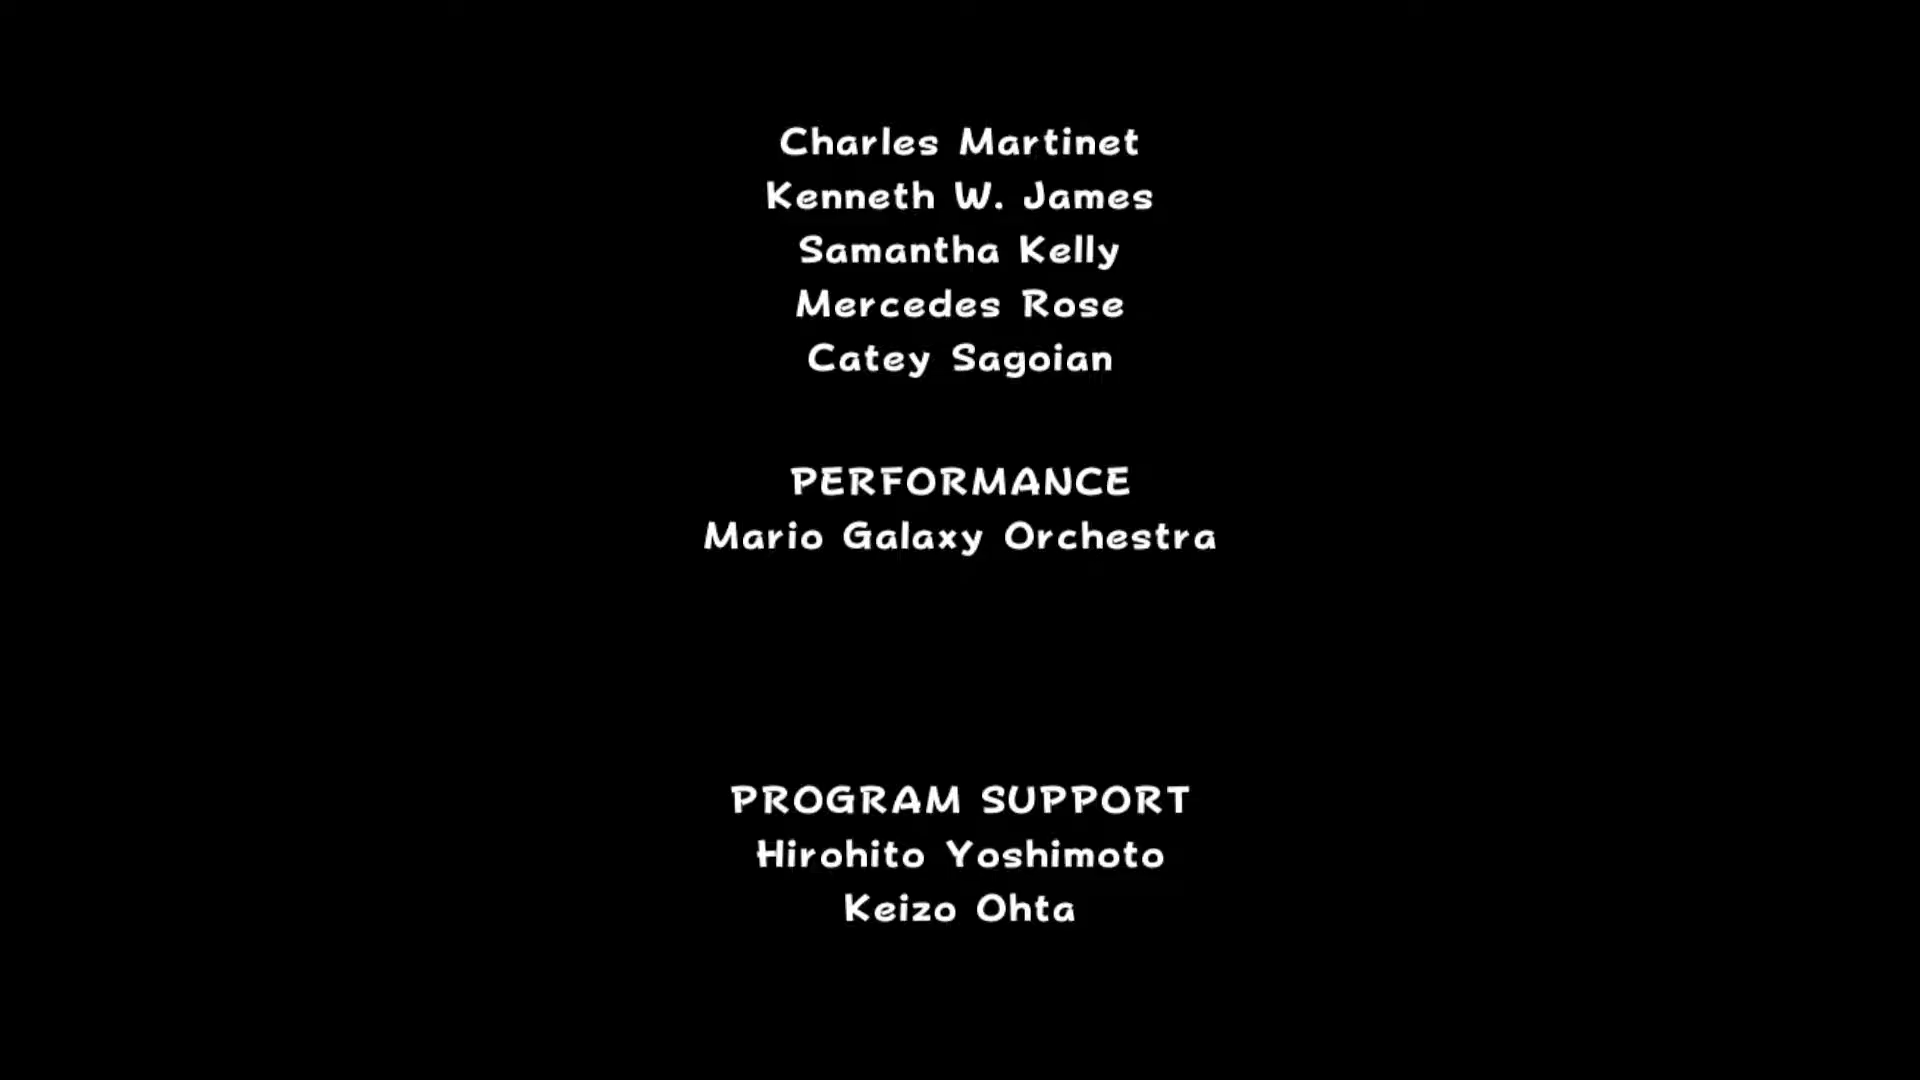 Charles Martinet
Kenneth W. James
Samantha Kelly
Mercedes Rose
Catey Sagoian
PERFORMANCE
Mario Galaxy Orchestra
PROGRAM SUPPORT
Hirohito Yoshimoto
Keizo Ohta